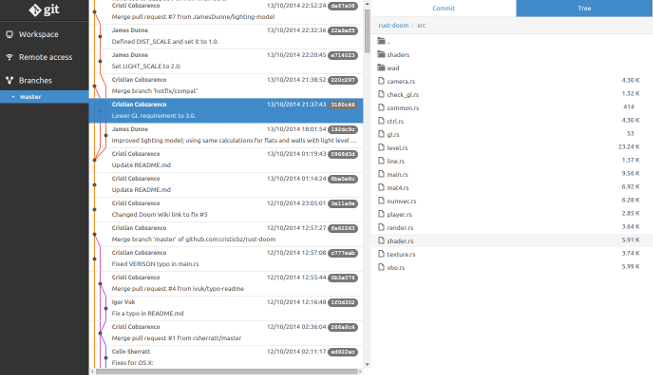 git
Workspace
Remote access
Branches
master
13/10/2014 22:52:24
Merge pull request #7 from JamesDunne/lighting-model
James Dunne 13/10/2014 22:32:36
Defined DIST_SCALE and set it to 1.0.
James Dunne 13/10/2014 22:20:45 e714023
Set LIGHT_SCALE to 2.0.
Cristian Cobzarenco 13/10/2014 21:38:52 220c297
Merge branch 'hotfix/compat'
Cristian Cobzarenco 13/10/2014 21:37:43 3180cd6
Lower GL requirement to 3.0.
James Dunne 13/10/2014 18:01:54 192dc9c
Improved lighting model; using same calculations for flats and walls with light level ...
Cristi Cobzarenco 13/10/2014 01:19:43 0968d3d
Update README.md
Cristi Cobzarenco 13/10/2014 01:14:24
Update README.md
Cristi Cobzarenco 12/10/2014 23:05:01 3e11a9e
Changed Doom Wiki link to fix #5
Cristian Cobzarenco 12/10/2014 12:57:27 fe62263
Merge branch 'master' of github.com:cristicbz/rust-doom
Cristian Cobzarenco 12/10/2014 12:57:08 c777eab
Fixed VERISON typo in main.rs
Cristi Cobzarenco 12/10/2014 12:55:44 0b3a076
Merge pull request #4 from ivuk/typo-readme
Igor Vuk 12/10/2014 12:16:48 1f0d302
Fix a typo in README.md
Cristi Cobzarenco 12/10/2014 02:36:04 266a6c4
Merge pull request #1 from csherratt/master
Colin Sherratt 12/10/2014 02:11:17 ed922ac
Fixes for OS X:
Commit Tree
rust-doom / src
..
shaders
wad
camera.rs 4.30 K
check_gl.rs 1.32 K
common.rs 414
ctrl.rs 4.30 K
gl.rs 53
level.rs 23.24 K
line.rs 1.37 K
main.rs 9.56 K
mat4.rs 6.92 K
numvec.rs 6.28 K
player.rs 2.85 K
render.rs 3.64 K
shader.rs 5.91 K
texture.rs 3.74 K
vbo.rs 5.99 K